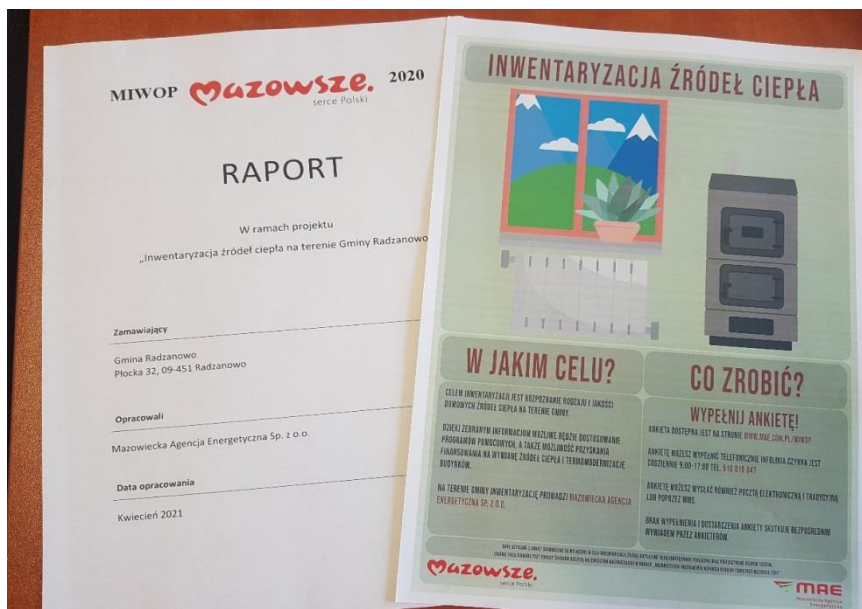 MIWOP mazowsze. 2020
serce Polski
RAPORT
W ramach projektu
„Inwentaryzacja źródeł ciepła na terenie Gminy Radzanowo
Zamawiający
Gmina Radzanowo
Płocka 32, 09-451 Radzanowo
Opracowali
Mazowiecka Agencja Energetyczna Sp. z o.o.
Data opracowania
Kwiecień 2021
INWENTARYZACJA ŹRÓDEŁ CIEPŁA
W JAKIM CELU?
CELEM INWENTARYZACJI JEST ROZPOZNANIE RODZAJU I JAKOŚCI
DOMOWYCH ŹRÓDEŁ CIEPŁA NA TERENIE GMINY.
DZIĘKI ZEBRANYM INFORMACJOM MOŻLIWE BĘDZIE DOSTOSOWANIE
PROGRAMÓW POMOCOWYCH, A TAKŻE MOŻLIWOŚĆ POZYSKANIA
FINANSOWANIA NA WYMIANĘ ŹRÓDEŁ CIEPŁA I TERMOMODERNIZACJĘ
BUDYNKÓW.
NA TERENIE GMINY INWENTARYZACJĘ PROWADZI MAZOWIECKA AGENCJA
ENERGETYCZNA SP. Z O.O.
CO ZROBIĆ?
WYPEŁNIJ ANKIETĘ!
ANKIETA DOSTĘPNA JEST NA STRONIE WWW.MAE.COM.PL/MIWOP
ANKIETĘ MOŻESZ WYPEŁNIĆ TELEFONICZNIE INFOLINIA CZYNNA JEST
CODZIENNIE 9:00-17:00 TEL. 510 016 047
ANKIETĘ MOŻESZ WYSŁAĆ RÓWNIEŻ POCZTĄ ELEKTRONICZNĄ I TRADYCYJNĄ
LUB POPRZEZ MMS.
BRAK WYPEŁNIENIA I DOSTARCZENIA ANKIETY SKUTKUJE BEZPOŚREDNIM
WYWIADEM PRZEZ ANKIETERÓW.
mazowsze.
serce Polski
MAE
Mazowiecka Agencja
Energetyczna